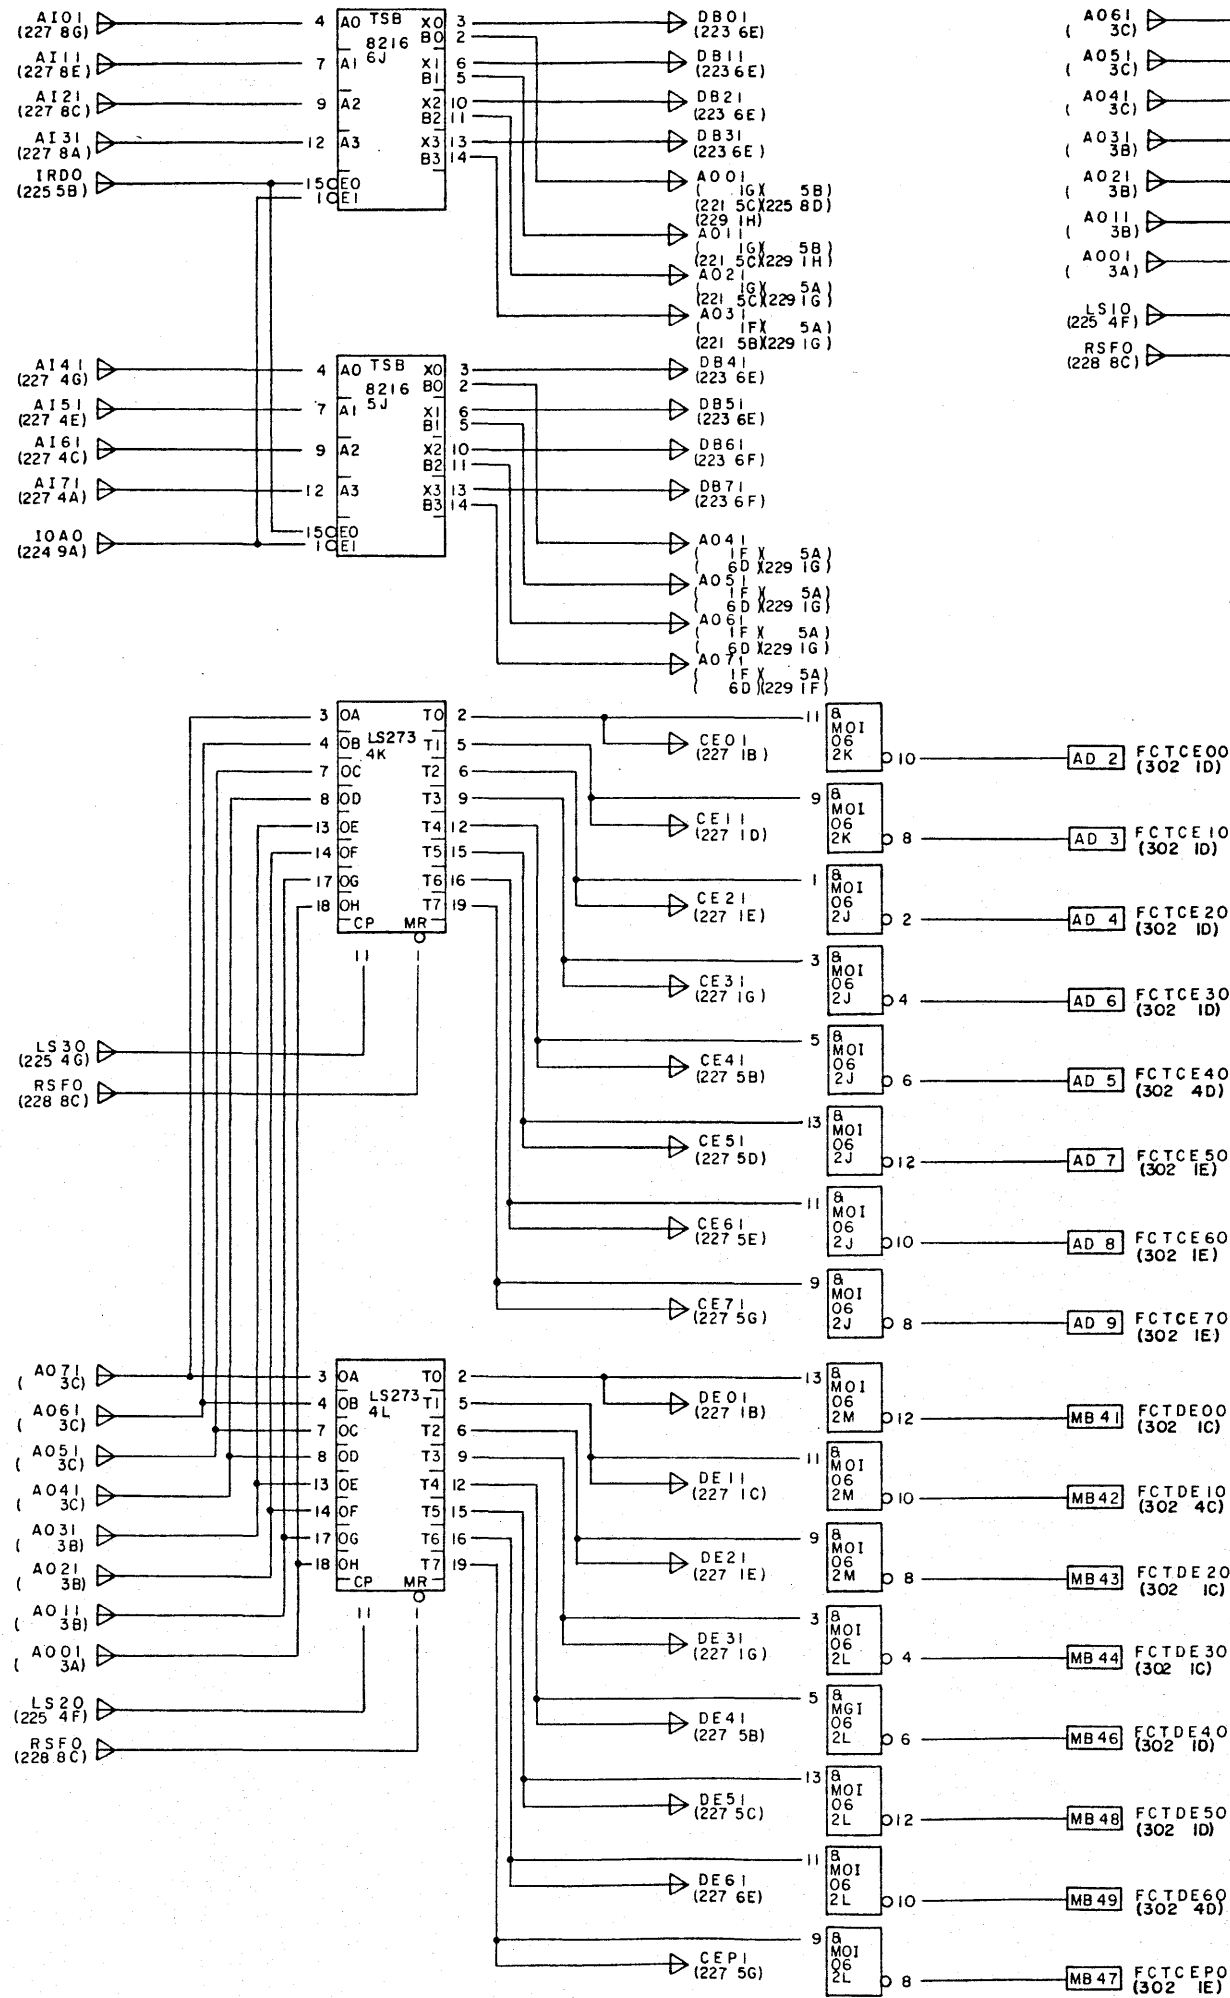 AI01 4 A0 TSB X0 3 DB01 A061
(227 8G) 8216 B0 2 (223 6E) ( 3C)
6J
AI11 7 A1 X1 6 DB11 A051
(227 8E) B1 5 (223 6E) ( 3C)
AI21 9 A2 X2 10 DB21 A041
(227 8C) B2 11 (223 6E) ( 3C)
AI31 12 A3 X3 13 DB31 A031
(227 8A) B3 14 (223 6E) ( 3B)
IRD0 15 E0 A001 A021
(225 5B) 1 E1 ( 1G)( 5B) ( 3B)
(221 5C)(225 8D)
(229 1H) A011
A011 ( 3B)
( 1G)( 5B)
(221 5C)(229 1H) A001
A021 ( 3A)
( 1G)( 5A)
(221 5C)(229 1G) LS10
A031 (225 4F)
( 1F)( 5A)
(221 5B)(229 1G) RSF0
(228 8C)
AI41 4 A0 TSB X0 3 DB41
(227 4G) 8216 B0 2 (223 6E)
5J
AI51 7 A1 X1 6 DB51
(227 4E) B1 5 (223 6E)
AI61 9 A2 X2 10 DB61
(227 4C) B2 11 (223 6F)
AI71 12 A3 X3 13 DB71
(227 4A) B3 14 (223 6F)
IOA0 15 E0 A041
(224 9A) 1 E1 ( 1F)( 5A)
( 6D)(229 1G)
A051
( 1F)( 5A)
( 6D)(229 1G)
A061
( 1F)( 5A)
( 6D)(229 1G)
A071
( 1F)( 5A)
( 6D)(229 1F)
3 OA LS273 T0 2 11 & MOI 06 2K 10 AD 2 FCTCE00
4 OB 4K T1 5 CE01 (302 1D)
(227 1B)
7 OC T2 6 9 & MOI 06 2K 8 AD 3 FCTCE10
8 OD T3 9 CE11 (302 1D)
(227 1D)
13 OE T4 12 1 & MOI 06 2J 2 AD 4 FCTCE20
14 OF T5 15 CE21 (302 1D)
(227 1E)
17 OG T6 16 3 & MOI 06 2J 4 AD 6 FCTCE30
18 OH T7 19 CE31 (302 1D)
CP MR (227 1G)
11 1
LS30 5 & MOI 06 2J 6 AD 5 FCTCE40
(225 4G) CE41 (302 4D)
(227 5B)
RSF0 13 & MOI 06 2J 12 AD 7 FCTCE50
(228 8C) CE51 (302 1E)
(227 5D)
11 & MOI 06 2J 10 AD 8 FCTCE60
CE61 (302 1E)
(227 5E)
9 & MOI 06 2J 8 AD 9 FCTCE70
CE71 (302 1E)
(227 5G)
A071 3 OA LS273 T0 2 13 & MOI 06 2M 12 MB 41 FCTDE00
( 3C) 4L DE01 (302 1C)
(227 1B)
A061 4 OB T1 5 11 & MOI 06 2M 10 MB 42 FCTDE10
( 3C) DE11 (302 4C)
(227 1C)
A051 7 OC T2 6 9 & MOI 06 2M 8 MB 43 FCTDE20
( 3C) DE21 (302 1C)
(227 1E)
A041 8 OD T3 9 3 & MOI 06 2L 4 MB 44 FCTDE30
( 3C) DE31 (302 1C)
(227 1G)
A031 13 OE T4 12 5 & MGI 06 2L 6 MB 46 FCTDE40
( 3B) DE41 (302 1D)
(227 5B)
A021 14 OF T5 15 13 & MOI 06 2L 12 MB 48 FCTDE50
( 3B) DE51 (302 1D)
(227 5C)
A011 17 OG T6 16 11 & MOI 06 2L 10 MB 49 FCTDE60
( 3B) DE61 (302 4D)
(227 6E)
A001 18 OH T7 19 9 & MOI 06 2L 8 MB 47 FCTCEP0
( 3A) CP MR CEP1 (302 1E)
11 1 (227 5G)
LS20
(225 4F)
RSF0
(228 8C)